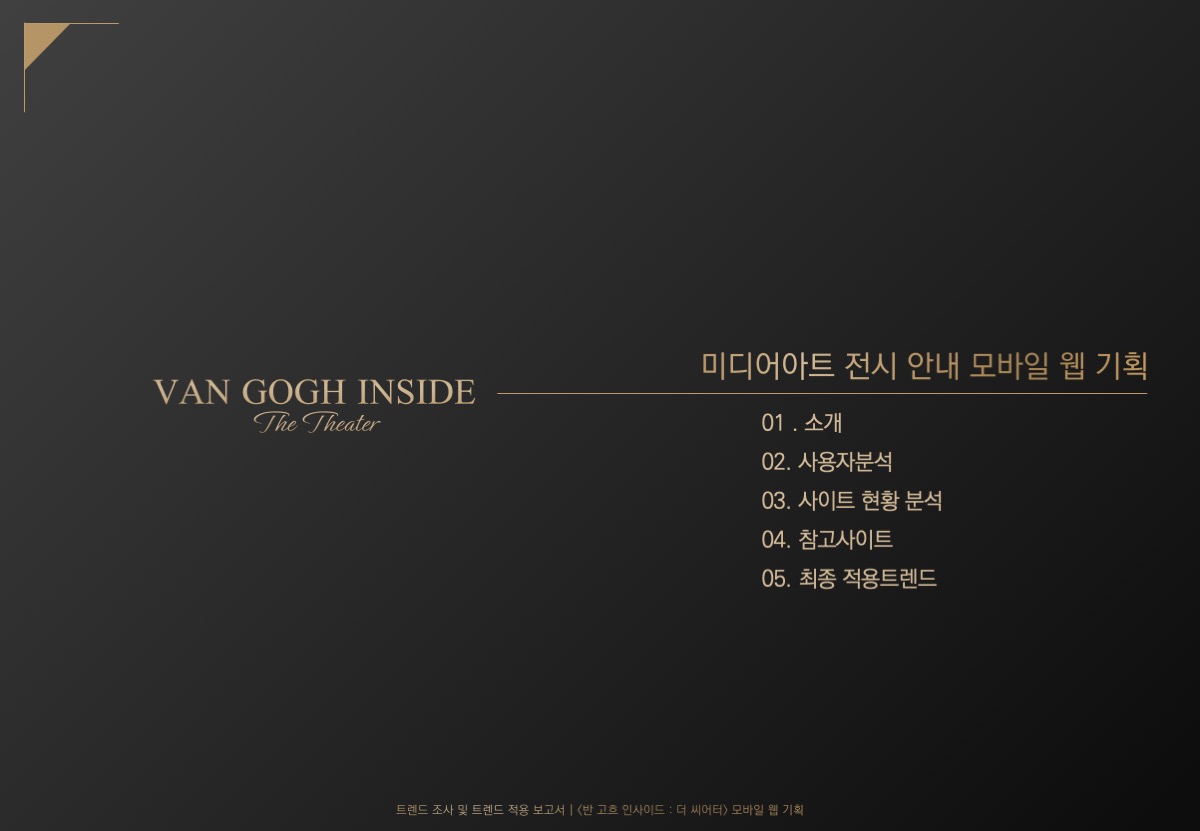 VAN GOGH INSIDE
The Theater
미디어아트 전시 안내 모바일 웹 기획
01 . 소개
02. 사용자분석
03. 사이트 현황 분석
04. 참고사이트
05. 최종 적용트렌드
트렌드 조사 및 트렌드 적용 보고서 | 〈반 고흐 인사이드 : 더 씨어터〉 모바일 웹 기획